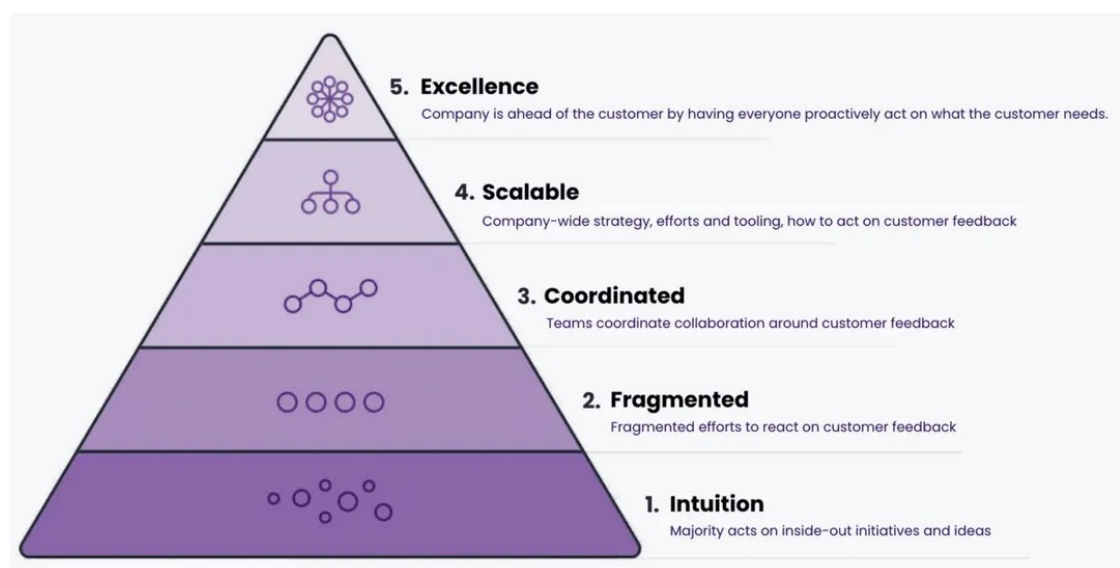 5. Excellence
Company is ahead of the customer by having everyone proactively act on what the customer needs.
4. Scalable
Company-wide strategy, efforts and tooling, how to act on customer feedback
3. Coordinated
Teams coordinate collaboration around customer feedback
2. Fragmented
Fragmented efforts to react on customer feedback
1. Intuition
Majority acts on inside-out initiatives and ideas